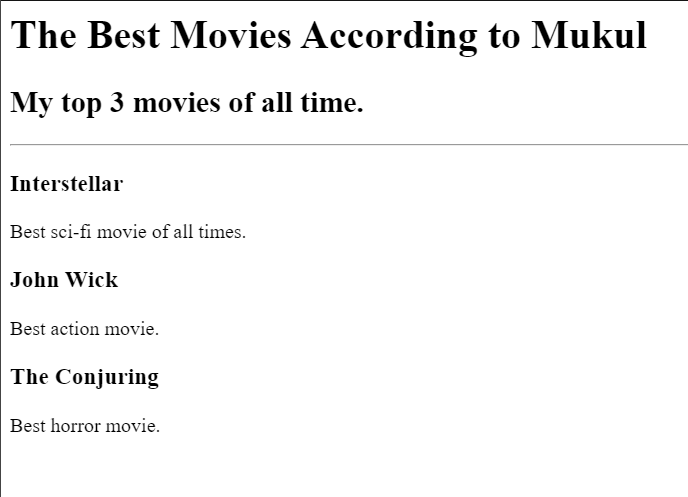 The Best Movies According to Mukul
My top 3 movies of all time.
Interstellar
Best sci-fi movie of all times.
John Wick
Best action movie.
The Conjuring
Best horror movie.